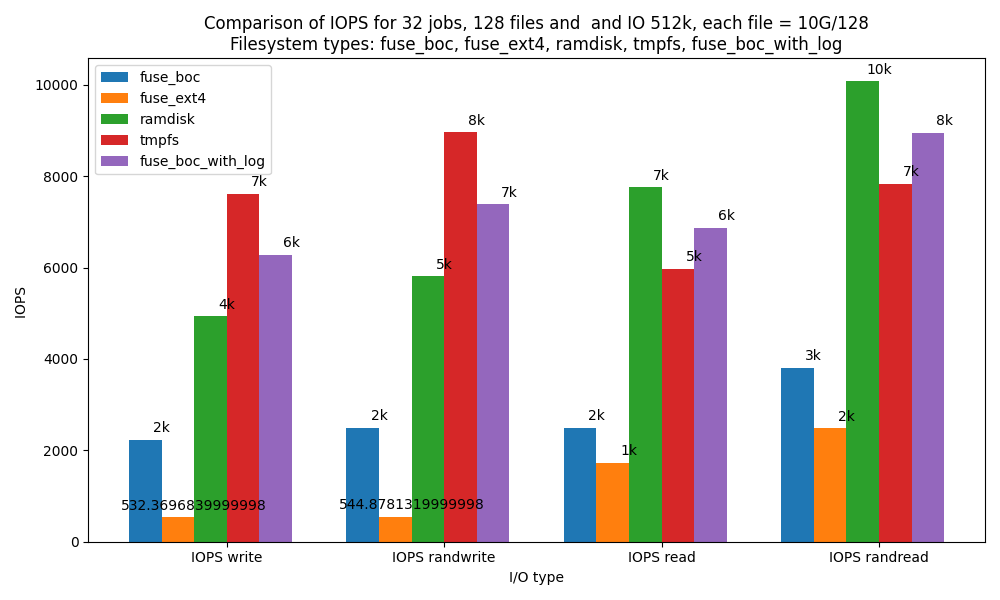 Comparison of IOPS for 32 jobs, 128 files and  and IO 512k, each file = 10G/128
Filesystem types: fuse_boc, fuse_ext4, ramdisk, tmpfs, fuse_boc_with_log
fuse_boc
fuse_ext4
ramdisk
tmpfs
fuse_boc_with_log
IOPS
10000
8000
6000
4000
2000
0
2k
532.3696839999998
4k
7k
6k
2k
544.8781319999998
5k
8k
7k
2k
1k
7k
5k
6k
3k
2k
10k
7k
8k
IOPS write
IOPS randwrite
IOPS read
IOPS randread
I/O type